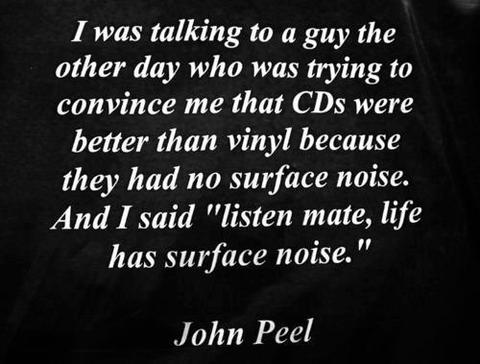 I was talking to a guy the
other day who was trying to
convince me that CDs were
better than vinyl because
they had no surface noise.
And I said "listen mate, life
has surface noise."
John Peel